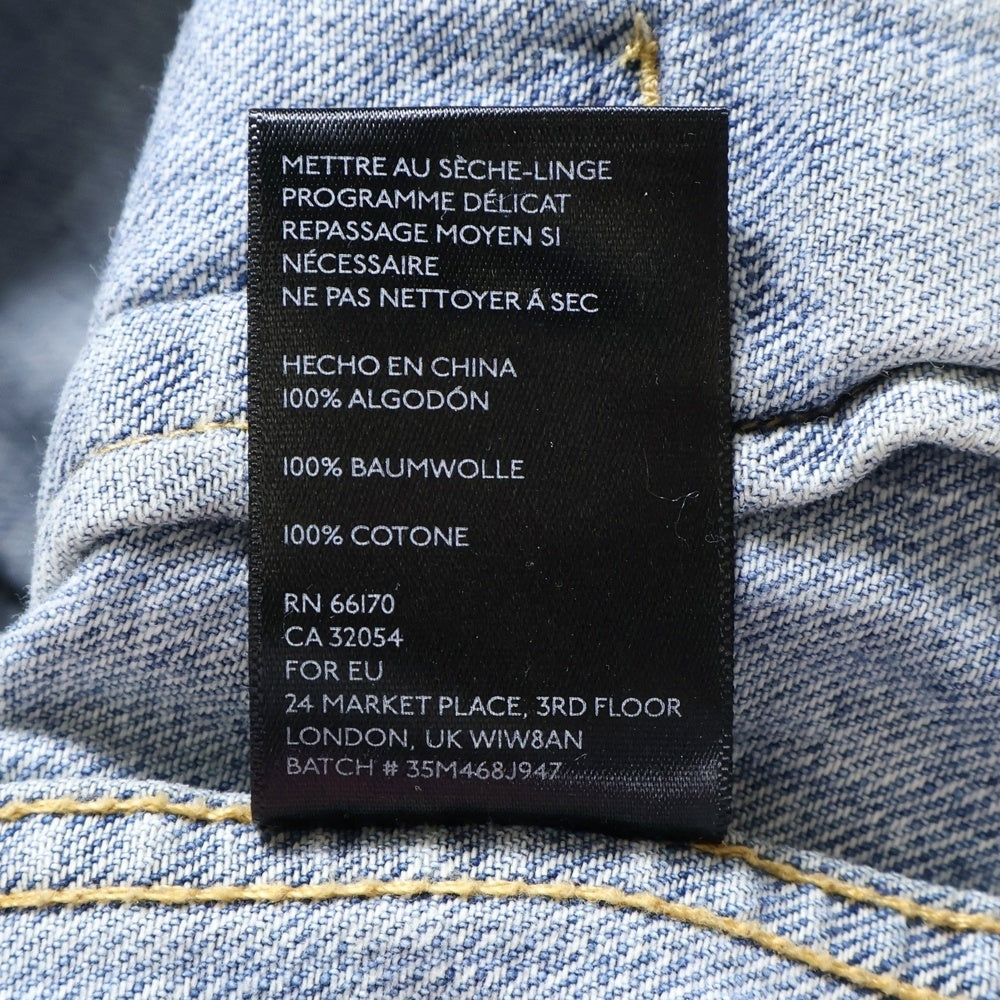 METTRE AU SÈCHE-LINGE
PROGRAMME DÉLICAT
REPASSAGE MOYEN SI
NÉCESSAIRE
NE PAS NETTOYER Á SEC
HECHO EN CHINA
100% ALGODÓN
100% BAUMWOLLE
100% COTONE
RN 66170
CA 32054
FOR EU
24 MARKET PLACE, 3RD FLOOR
LONDON, UK W1W8AN
BATCH # 35M468J947